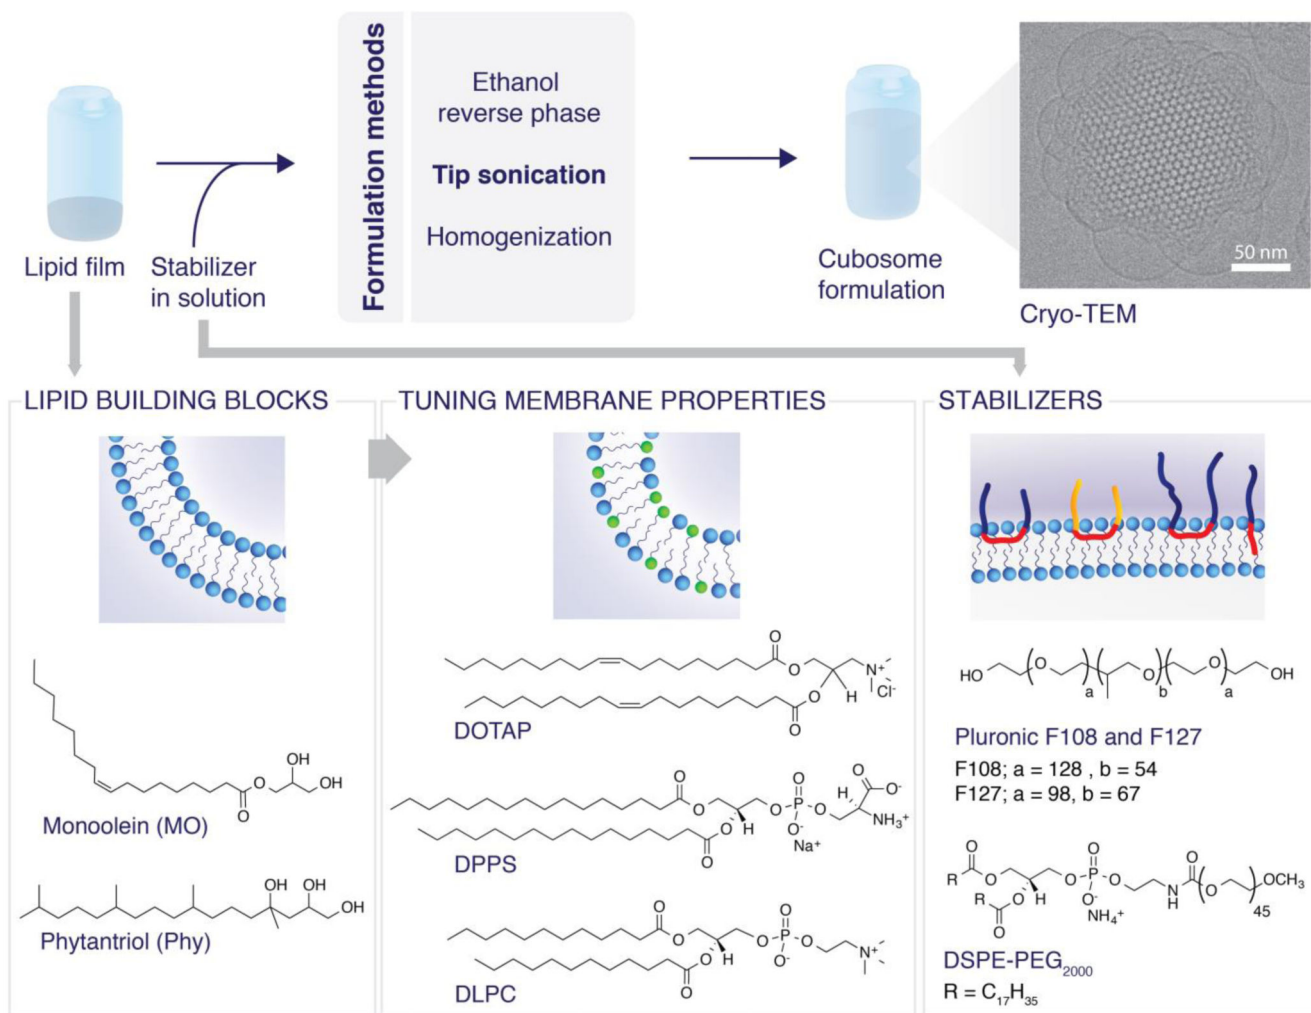 Formulation methods
Ethanol
reverse phase
Tip sonication
Homogenization
Lipid film
Stabilizer
in solution
Cubosome
formulation
50 nm
Cryo-TEM
LIPID BUILDING BLOCKS
OH
OH
O
O
Monoolein (MO)
OH
OH
OH
Phytantriol (Phy)
TUNING MEMBRANE PROPERTIES
O
O
N+
Cl-
O
H
O
DOTAP
O
O
O
P
O
O-
Na+
H
O
O-
NH3+
O
H
O
DPPS
O
O
O
P
O
O-
N+
O
H
O
DLPC
STABILIZERS
HO
O
a
O
b
O
a
OH
Pluronic F108 and F127
F108; a = 128 , b = 54
F127; a = 98, b = 67
O
R
O
R
O
O
H
O
O
P
O
O-
NH4+
N
H
O
O
OCH3
45
DSPE-PEG2000
R = C17H35